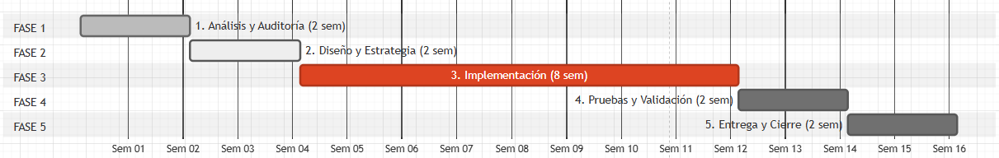 FASE 1
1. Análisis y Auditoría (2 sem)
FASE 2
2. Diseño y Estrategia (2 sem)
FASE 3
3. Implementación (8 sem)
FASE 4
4. Pruebas y Validación (2 sem)
FASE 5
5. Entrega y Cierre (2 sem)
Sem 01 Sem 02 Sem 03 Sem 04 Sem 05 Sem 06 Sem 07 Sem 08 Sem 09 Sem 10 Sem 11 Sem 12 Sem 13 Sem 14 Sem 15 Sem 16